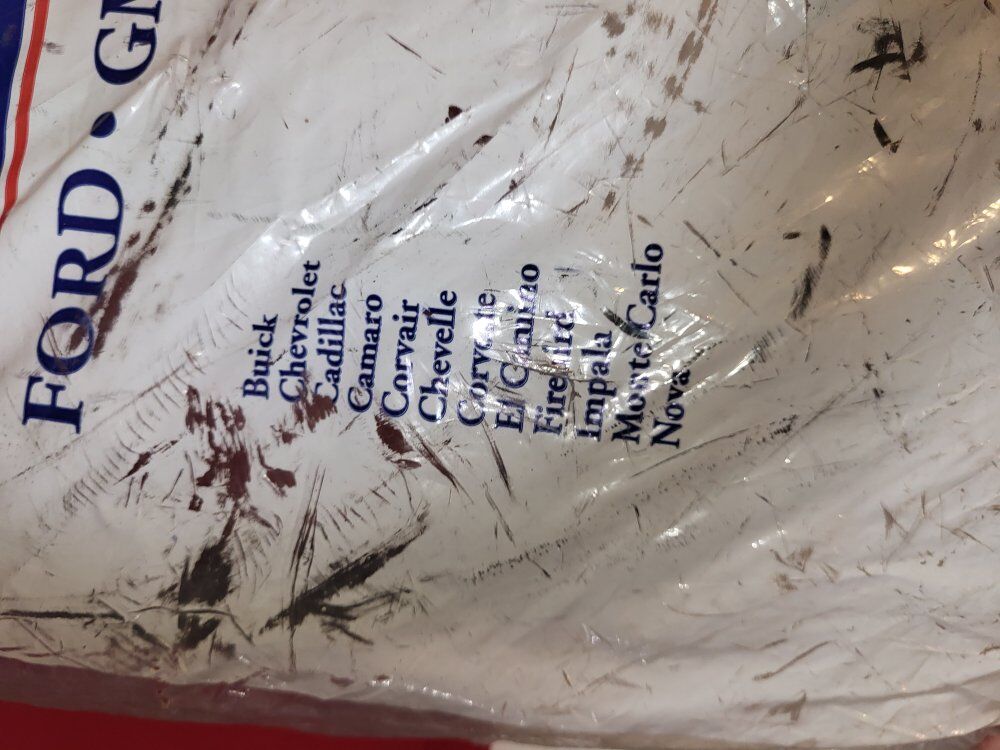 FORD • GM
Buick
Chevrolet
Cadillac
Camaro
Corvair
Chevelle
Corvette
El Camino
Firebird
Impala
Monte Carlo
Nova